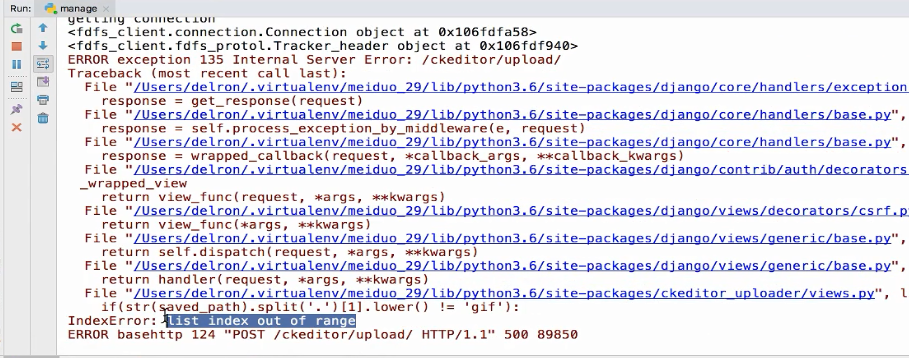 Run: manage
getting connection
<fdfs_client.connection.Connection object at 0x106fdfa58>
<fdfs_client.fdfs_protol.Tracker_header object at 0x106fdf940>
ERROR exception 135 Internal Server Error: /ckeditor/upload/
Traceback (most recent call last):
File "/Users/delron/.virtualenv/meiduo_29/lib/python3.6/site-packages/django/core/handlers/exception
response = get_response(request)
File "/Users/delron/.virtualenv/meiduo_29/lib/python3.6/site-packages/django/core/handlers/base.py",
response = self.process_exception_by_middleware(e, request)
File "/Users/delron/.virtualenv/meiduo_29/lib/python3.6/site-packages/django/core/handlers/base.py",
response = wrapped_callback(request, *callback_args, **callback_kwargs)
File "/Users/delron/.virtualenv/meiduo_29/lib/python3.6/site-packages/django/contrib/auth/decorators
_wrapped_view
return view_func(request, *args, **kwargs)
File "/Users/delron/.virtualenv/meiduo_29/lib/python3.6/site-packages/django/views/decorators/csrf.p
return view_func(*args, **kwargs)
File "/Users/delron/.virtualenv/meiduo_29/lib/python3.6/site-packages/django/views/generic/base.py",
return self.dispatch(request, *args, **kwargs)
File "/Users/delron/.virtualenv/meiduo_29/lib/python3.6/site-packages/django/views/generic/base.py",
return handler(request, *args, **kwargs)
File "/Users/delron/.virtualenv/meiduo_29/lib/python3.6/site-packages/ckeditor_uploader/views.py", l
if(str(saved_path).split('.')[1].lower() != 'gif'):
IndexError: list index out of range
ERROR basehttp 124 "POST /ckeditor/upload/ HTTP/1.1" 500 89850